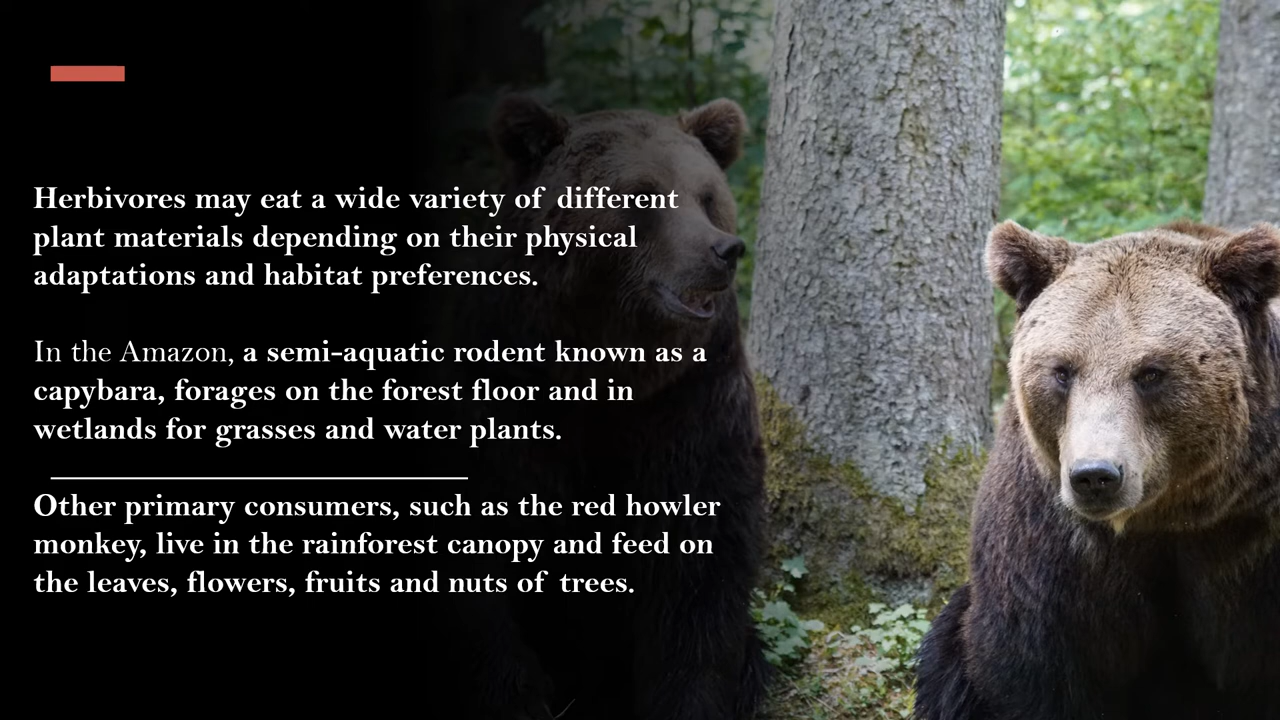 Herbivores may eat a wide variety of different
plant materials depending on their physical
adaptations and habitat preferences.
In the Amazon, a semi-aquatic rodent known as a
capybara, forages on the forest floor and in
wetlands for grasses and water plants.
Other primary consumers, such as the red howler
monkey, live in the rainforest canopy and feed on
the leaves, flowers, fruits and nuts of trees.